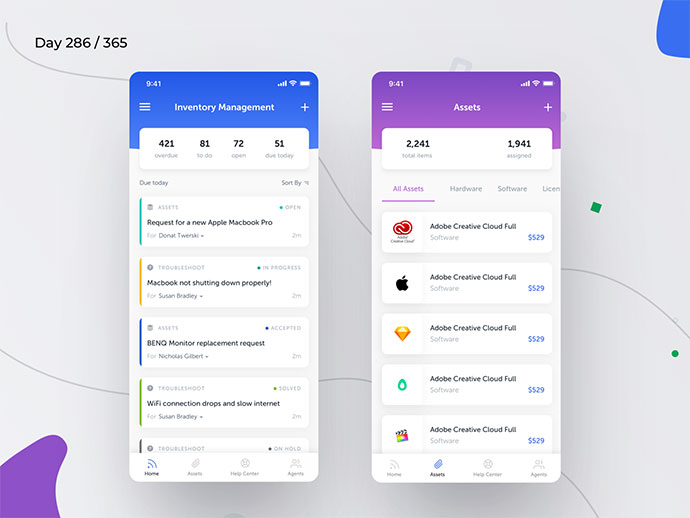 Day 286 / 365
9:41
Inventory Management
421 81 72 51
overdue to do open due today
Due today Sort By
ASSETS OPEN
Request for a new Apple Macbook Pro
For Donat Twerski 2m
TROUBLESHOOT IN PROGRESS
Macbook not shutting down properly!
For Susan Bradley 2m
ASSETS ACCEPTED
BENQ Monitor replacement request
For Nicholas Gilbert 2m
TROUBLESHOOT SOLVED
WiFi connection drops and slow internet
For Susan Bradley 2m
TROUBLESHOOT ON HOLD
Home Assets Help Center Agents
9:41
Assets
2,241 1,941
total items assigned
All Assets Hardware Software Licen
Adobe
Creative Cloud
Adobe Creative Cloud Full
Software $529
Adobe Creative Cloud Full
Software $529
Adobe Creative Cloud Full
Software $529
Adobe Creative Cloud Full
Software $529
Adobe Creative Cloud Full
Software $529
Home Assets Help Center Agents